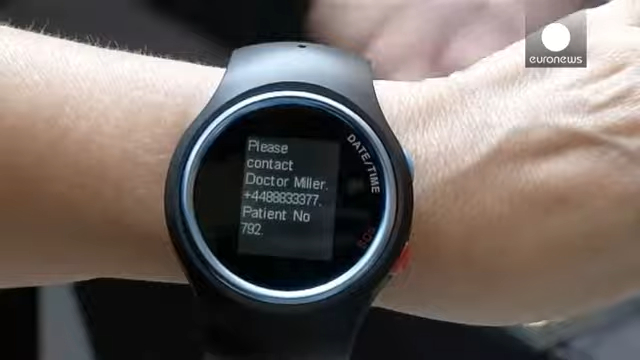 euronews
Please
contact
Doctor Miller.
+4488833377.
Patient No
792.
DATE/TIME
SOS